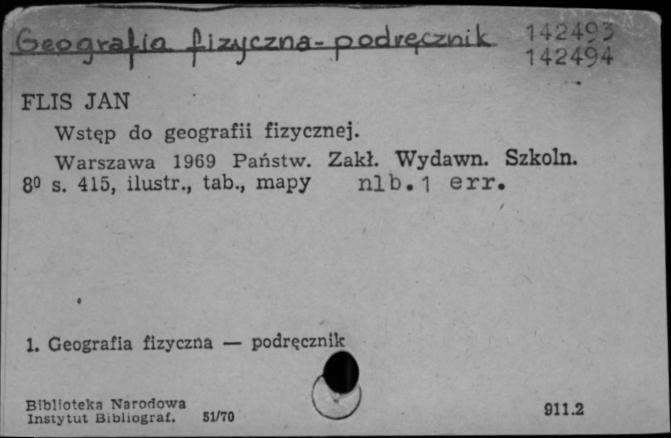 Geografia fizyczna-podręcznik 142493
142494
FLIS JAN
Wstęp do geografii fizycznej.
Warszawa 1969 Państw. Zakł. Wydawn. Szkoln.
8⁰ s. 415, ilustr., tab., mapy nlb.1 err.
1. Geografia fizyczna — podręcznik
Biblioteka Narodowa
Instytut Bibliograf. 51/70 911.2